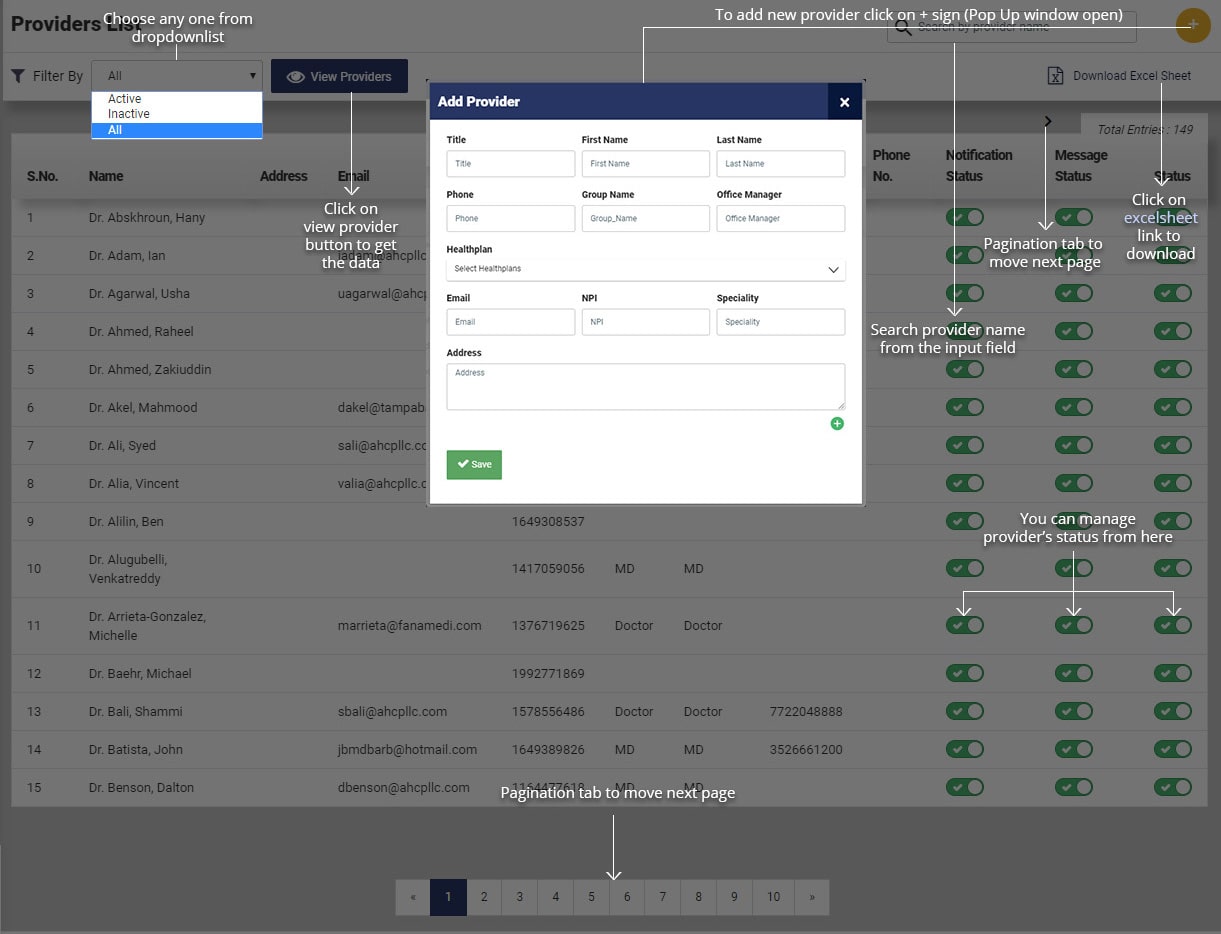 Providers List
Choose any one from
dropdownlist
To add new provider click on + sign (Pop Up window open)
Search by provider name
+
Filter By
All
View Providers
Download Excel Sheet
Active
Inactive
All
Total Entries : 149
S.No.
Name
Address
Email
Phone
No.
Notification
Status
Message
Status
Status
Click on
view provider
button to get
the data
Pagination tab to
move next page
Click on
excelsheet
link to
download
Search provider name
from the input field
Add Provider
Title
First Name
Last Name
Title
First Name
Last Name
Phone
Group Name
Office Manager
Phone
Group_Name
Office Manager
Healthplan
Select Healthplans
Email
NPI
Speciality
Email
NPI
Speciality
Address
Address
Save
1 Dr. Abskhroun, Hany
2 Dr. Adam, Ian iadam@ahcpllc
3 Dr. Agarwal, Usha uagarwal@ahcp
4 Dr. Ahmed, Raheel
5 Dr. Ahmed, Zakiuddin
6 Dr. Akel, Mahmood dakel@tampab
7 Dr. Ali, Syed sali@ahcpllc.co
8 Dr. Alia, Vincent valia@ahcpllc.c
9 Dr. Alilin, Ben 1649308537
You can manage
provider's status from here
10 Dr. Alugubelli,
Venkatreddy 1417059056 MD MD
11 Dr. Arrieta-Gonzalez,
Michelle marrieta@fanamedi.com 1376719625 Doctor Doctor
12 Dr. Baehr, Michael 1992771869
13 Dr. Bali, Shammi sbali@ahcpllc.com 1578556486 Doctor Doctor 7722048888
14 Dr. Batista, John jbmdbarb@hotmail.com 1649389826 MD MD 3526661200
15 Dr. Benson, Dalton dbenson@ahcpllc.com 1164477618 MD MD
Pagination tab to move next page
« 1 2 3 4 5 6 7 8 9 10 »